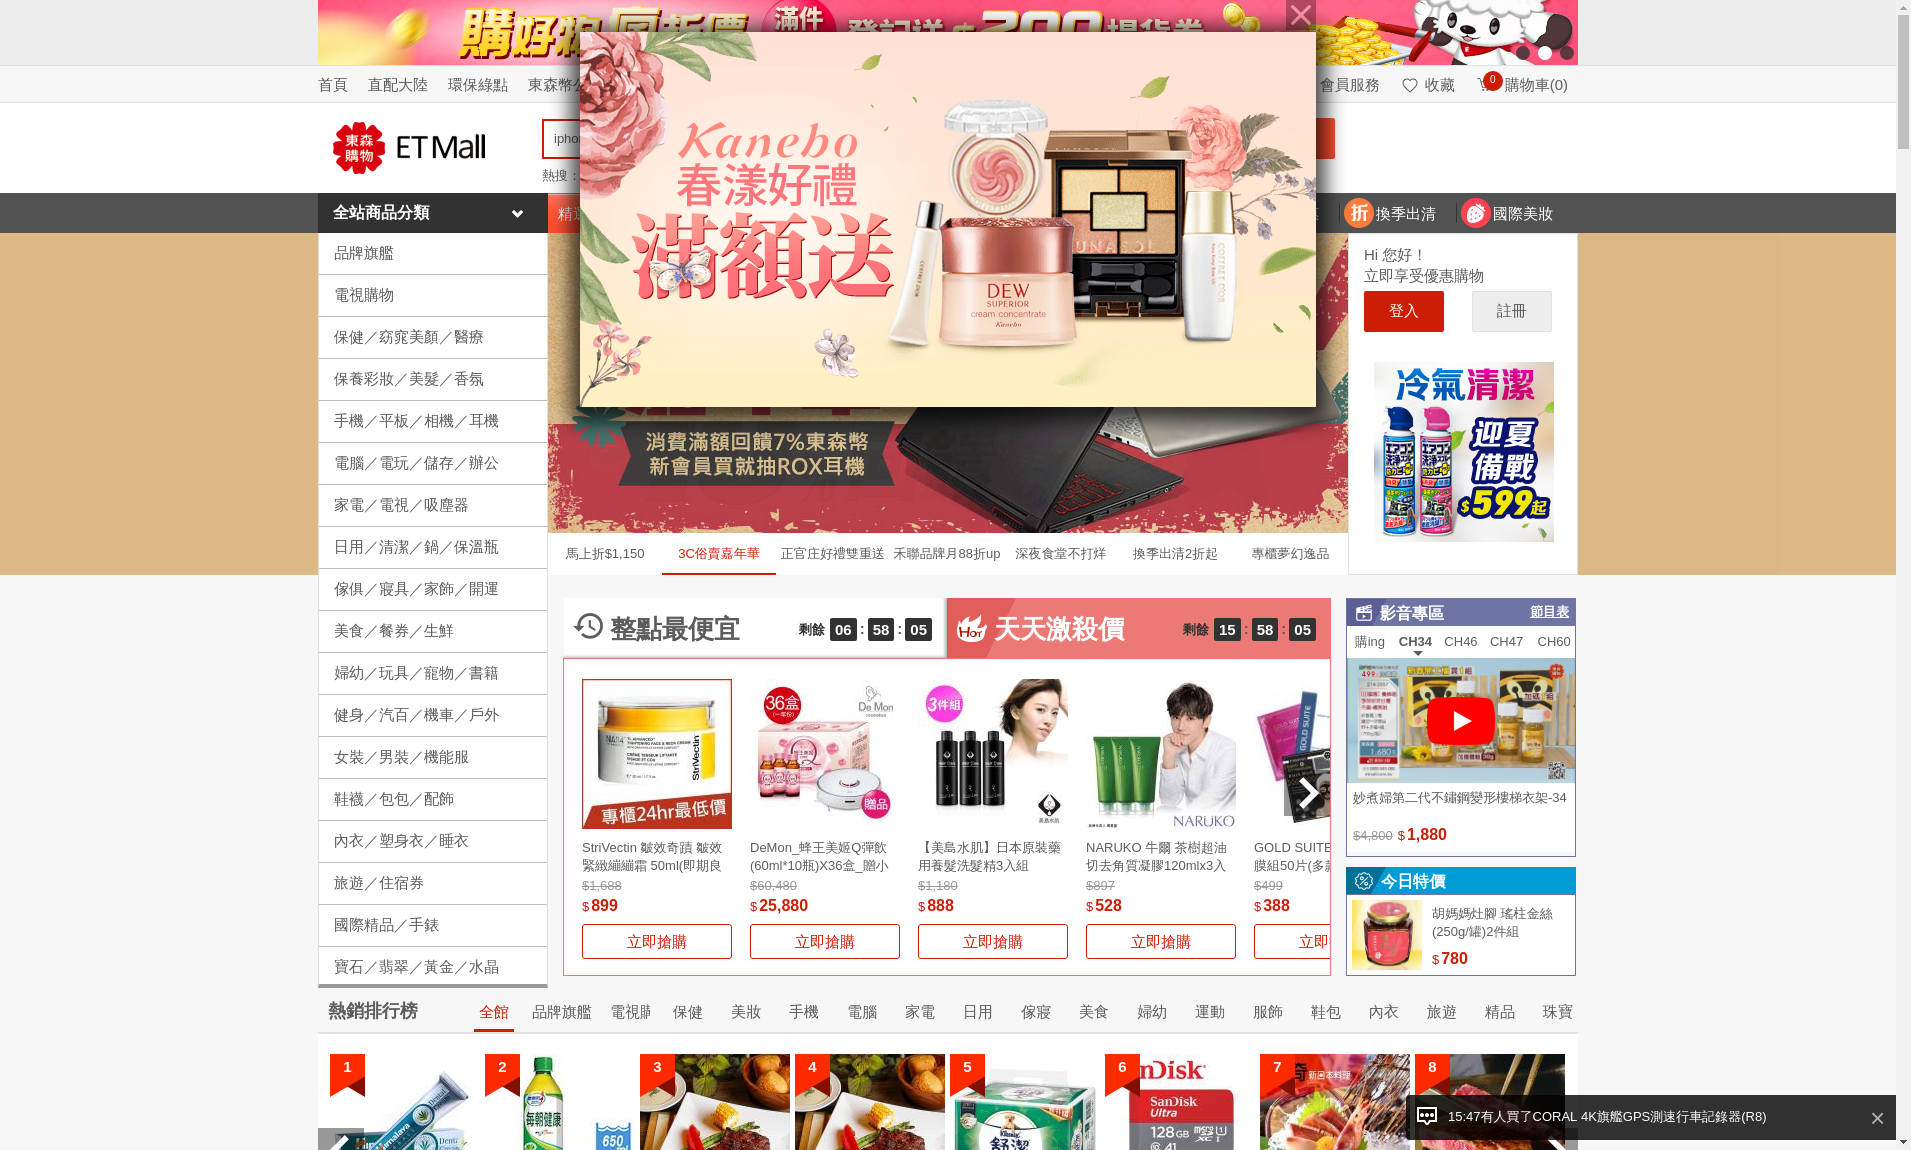 購好物 瘋折價 滿件 登記送 $200 提貨券
首頁 直配大陸 環保綠點
會員服務 收藏 0 購物車(0)
東森購物 ETMall
熱搜：
Kanebo
春漾好禮
滿額送
DEW
SUPERIOR
cream concentrate
Kanebo
全站商品分類
折 換季出清 國際美妝
品牌旗艦
電視購物
保健／窈窕美顏／醫療
保養彩妝／美髮／香氛
手機／平板／相機／耳機
電腦／電玩／儲存／辦公
家電／電視／吸塵器
日用／清潔／鍋／保溫瓶
傢俱／寢具／家飾／開運
美食／餐券／生鮮
婦幼／玩具／寵物／書籍
健身／汽百／機車／戶外
女裝／男裝／機能服
鞋襪／包包／配飾
內衣／塑身衣／睡衣
旅遊／住宿券
國際精品／手錶
寶石／翡翠／黃金／水晶
消費滿額回饋7%東森幣
新會員買就抽ROX耳機
馬上折$1,150 3C俗賣嘉年華 正官庄好禮雙重送 禾聯品牌月88折up 深夜食堂不打烊 換季出清2折起 專櫃夢幻逸品
Hi 您好！
立即享受優惠購物
登入 註冊
冷氣清潔
迎夏
備戰
$599起
整點最便宜 剩餘 06 : 58 : 05
HOT 天天激殺價 剩餘 15 : 58 : 05
StriVectin
專櫃24hr最低價
StriVectin 皺效奇蹟 皺效
緊緻繃繃霜 50ml(即期良
$1,688
$899
立即搶購
36盒
De Mon
贈品
DeMon_蜂王美姬Q彈飲
(60ml*10瓶)X36盒_贈小
$60,480
$25,880
立即搶購
3件組
美島水肌
【美島水肌】日本原裝藥
用養髮洗髮精3入組
$1,180
$888
立即搶購
NARUKO
NARUKO 牛爾 茶樹超油
切去角質凝膠120mlx3入
$897
$528
立即搶購
GOLD SUITE
GOLD SUITE
膜組50片(多款
$499
$388
影音專區 節目表
購ing CH34 CH46 CH47 CH60
妙煮婦第二代不鏽鋼變形樓梯衣架-34
$4,800 $1,880
今日特價
胡媽媽灶腳 瑤柱金絲
(250g/罐)2件組
$780
熱銷排行榜 全館 品牌旗艦 保健 美妝 手機 電腦 家電 日用 傢寢 美食 婦幼 運動 服飾 鞋包 內衣 旅遊 精品 珠寶
1 2 3 4 5 6 7 8
每朝健康
650
舒潔
SanDisk
SanDisk
Ultra
128GB
15:47有人買了CORAL 4K旗艦GPS測速行車記錄器(R8)